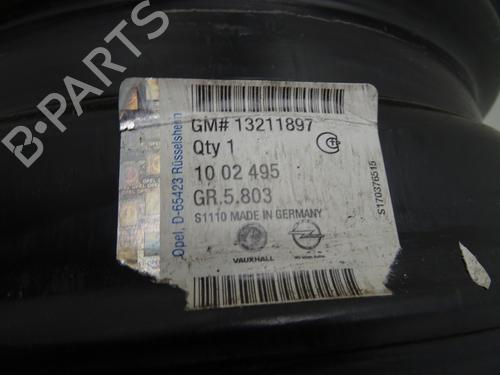 GM# 13211897
Qty 1
10 02 495
GR.5.803
S1110 MADE IN GERMANY
VAUXHALL
Opel, D-65423 Rüsselsheim
S170376515
B-PARTS